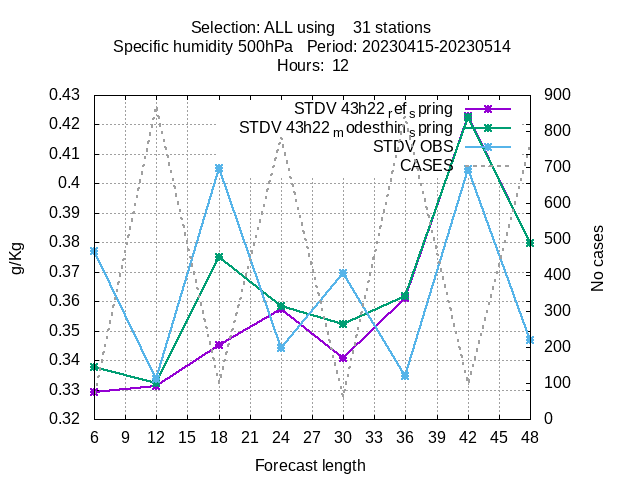 Selection: ALL using    31 stations
Specific humidity 500hPa   Period: 20230415-20230514
Hours:  12
STDV 43h22_ref_spring
STDV 43h22_modesthin_spring
STDV OBS
CASES
0.43
0.42
0.41
0.4
0.39
0.38
0.37
0.36
0.35
0.34
0.33
0.32
g/Kg
900
800
700
600
500
400
300
200
100
0
No cases
6 9 12 15 18 21 24 27 30 33 36 39 42 45 48
Forecast length